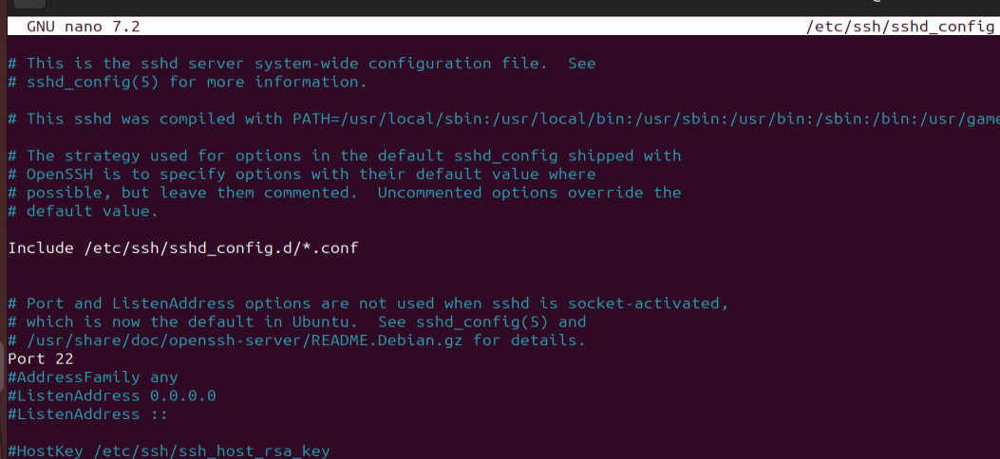 GNU nano 7.2 /etc/ssh/sshd_config
# This is the sshd server system-wide configuration file.  See
# sshd_config(5) for more information.
# This sshd was compiled with PATH=/usr/local/sbin:/usr/local/bin:/usr/sbin:/usr/bin:/sbin:/bin:/usr/game
# The strategy used for options in the default sshd_config shipped with
# OpenSSH is to specify options with their default value where
# possible, but leave them commented.  Uncommented options override the
# default value.
Include /etc/ssh/sshd_config.d/*.conf
# Port and ListenAddress options are not used when sshd is socket-activated,
# which is now the default in Ubuntu.  See sshd_config(5) and
# /usr/share/doc/openssh-server/README.Debian.gz for details.
Port 22
#AddressFamily any
#ListenAddress 0.0.0.0
#ListenAddress ::
#HostKey /etc/ssh/ssh_host_rsa_key